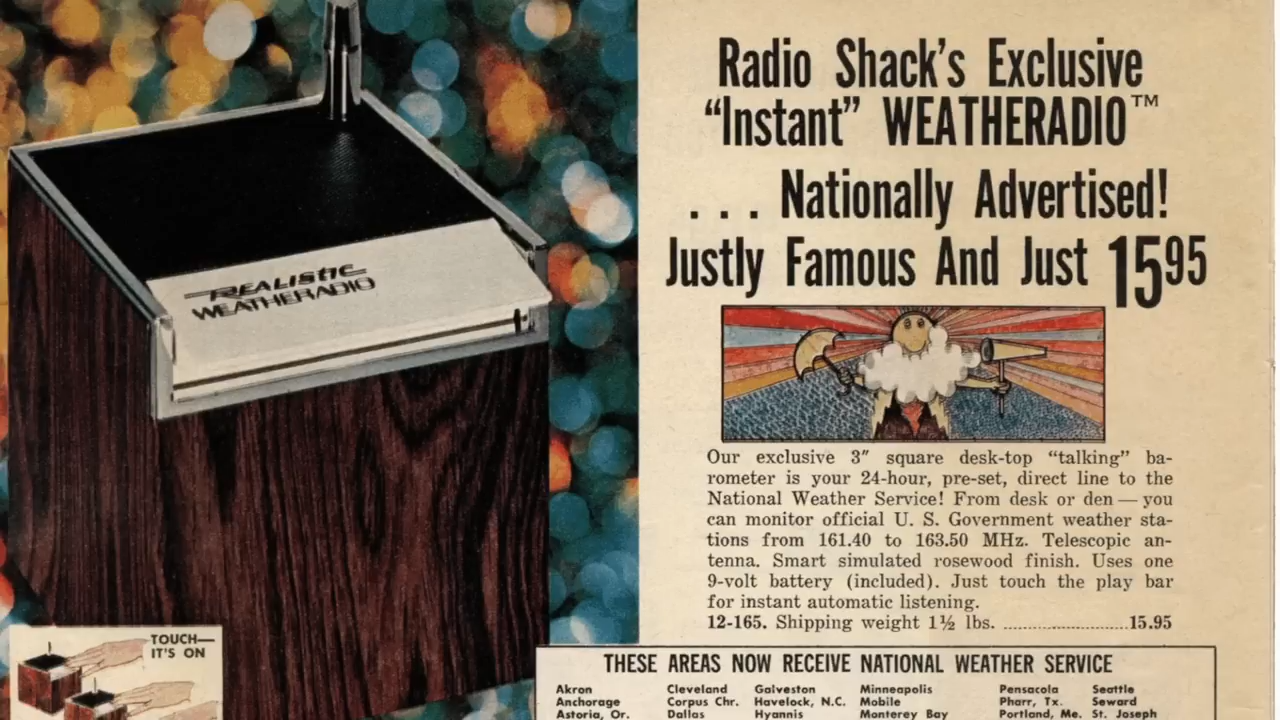 REALISTIC
WEATHERADIO
TOUCH—
IT'S ON
Radio Shack's Exclusive
“Instant” WEATHERADIO™
. . . Nationally Advertised!
Justly Famous And Just 15⁹⁵
Our exclusive 3″ square desk-top “talking” ba-
rometer is your 24-hour, pre-set, direct line to the
National Weather Service! From desk or den — you
can monitor official U. S. Government weather sta-
tions from 161.40 to 163.50 MHz. Telescopic an-
tenna. Smart simulated rosewood finish. Uses one
9-volt battery (included). Just touch the play bar
for instant automatic listening.
12-165. Shipping weight 1½ lbs. ........................15.95
THESE AREAS NOW RECEIVE NATIONAL WEATHER SERVICE
Akron Cleveland Galveston Minneapolis Pensacola Seattle
Anchorage Corpus Chr. Havelock, N.C. Mobile Pharr, Tx. Seward
Astoria, Or. Dallas Hyannis Monterey Bay Portland, Me. St. Joseph